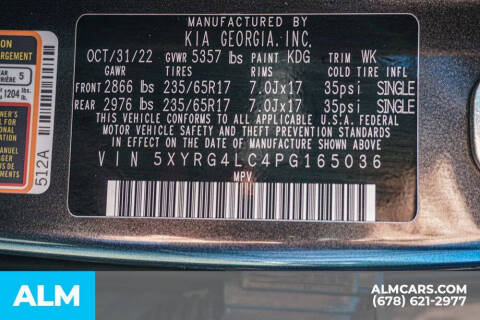 MANUFACTURED BY
KIA GEORGIA, INC.
OCT/31/22 GVWR 5357 lbs PAINT KDG TRIM WK
GAWR TIRES RIMS COLD TIRE INFL
FRONT 2866 lbs 235/65R17 7.0Jx17 35psi SINGLE
REAR 2976 lbs 235/65R17 7.0Jx17 35psi SINGLE
THIS VEHICLE CONFORMS TO ALL APPLICABLE U.S. FEDERAL
MOTOR VEHICLE SAFETY AND THEFT PREVENTION STANDARDS
IN EFFECT ON THE DATE OF MANUFACTURE SHOWN ABOVE
VIN 5XYRG4LC4PG165036
MPV
5
1204 lbs.
512A
ALM
ALMCARS.COM
(678) 621-2977